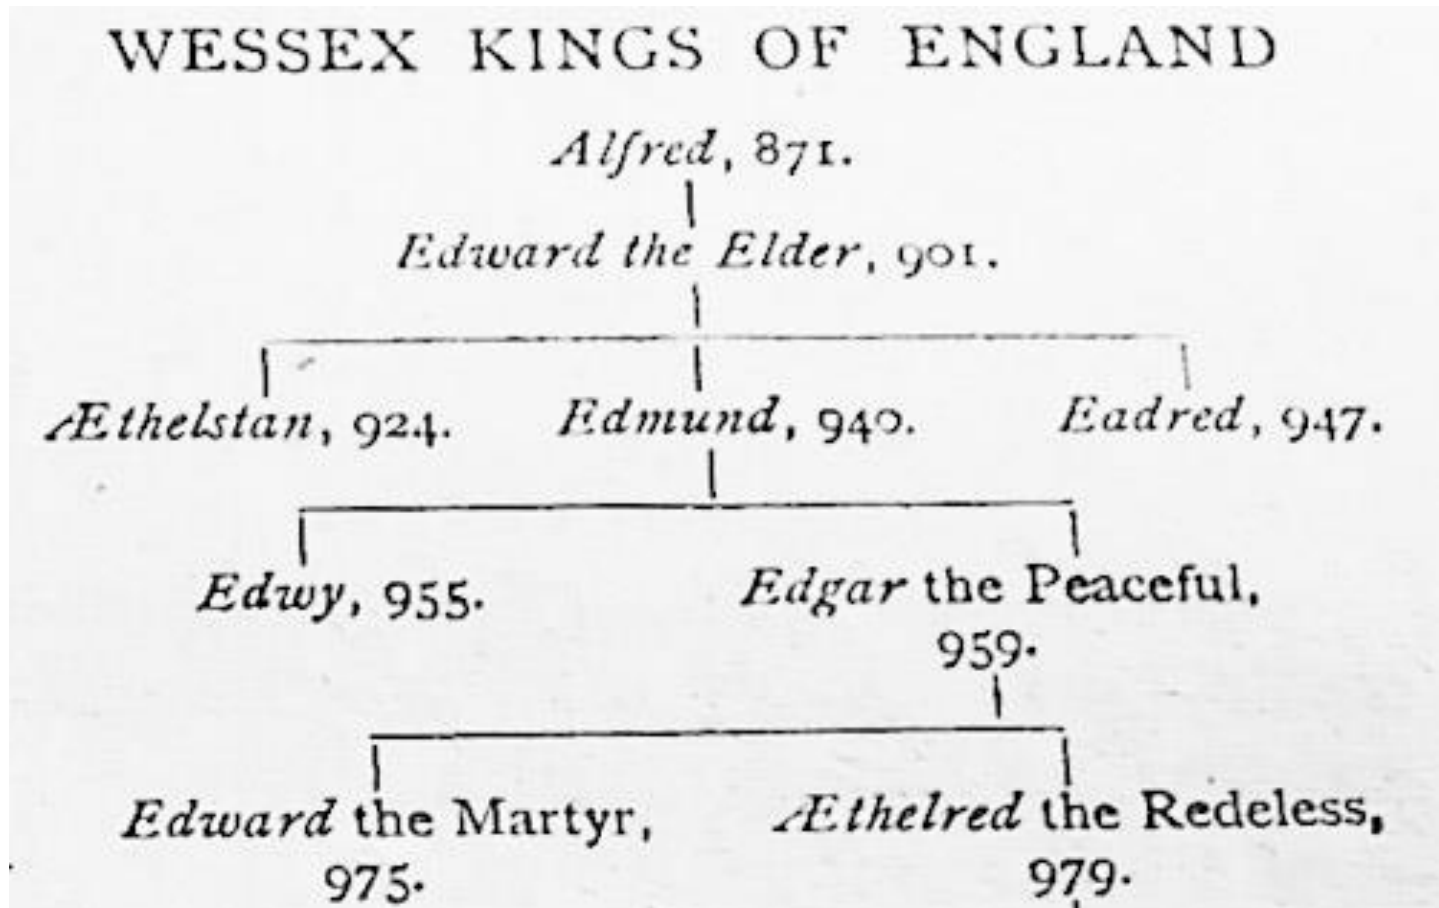 WESSEX KINGS OF ENGLAND
Alfred, 871.
Edward the Elder, 901.
Æthelstan, 924. Edmund, 940. Eadred, 947.
Edwy, 955. Edgar the Peaceful,
959.
Edward the Martyr, Æthelred the Redeless,
975. 979.